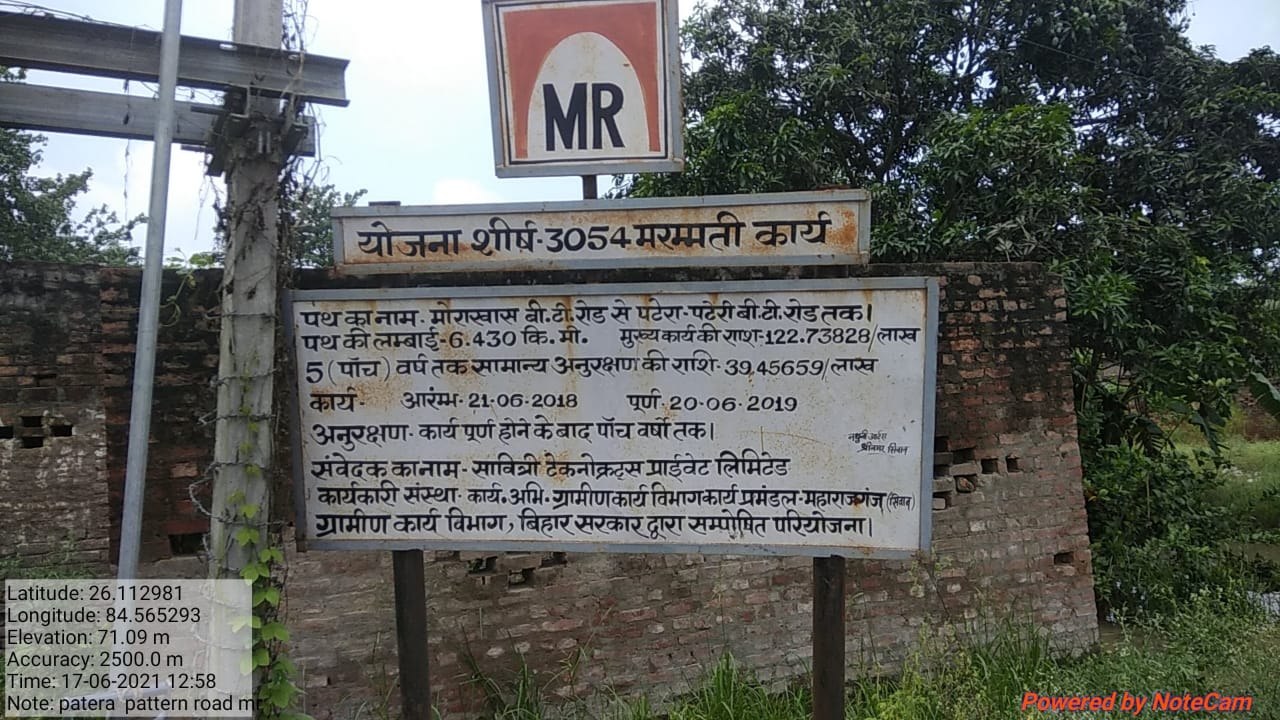 MR
योजना शीर्ष-3054 मरम्मती कार्य
पथ का नाम- मोराखास बी.टी.रोड से पटेरा-पटेरी बी.टी.रोड तक।
पथ की लम्बाई-6.430 कि.मी. मुख्य कार्य की राशि-122.73828/लाख
5 (पाँच) वर्ष तक सामान्य अनुरक्षण की राशि-39.45659/लाख
कार्य- आरंम्भ-21-06-2018 पूर्ण-20-06-2019
अनुरक्षण- कार्य पूर्ण होने के बाद पाँच वर्षो तक।
संवेदक का नाम- सावित्री टेक्नोक्रट्स प्राईवेट लिमिटेड
कार्यकारी संस्था- कार्य.अभि-ग्रामीण कार्य विभाग कार्य प्रमंडल-महाराजगंज (सिवान)
ग्रामीण कार्य विभाग, बिहार सरकार द्वारा सम्पोषित परियोजना।
Latitude: 26.112981
Longitude: 84.565293
Elevation: 71.09 m
Accuracy: 2500.0 m
Time: 17-06-2021 12:58
Note: patera pattern road mr
Powered by NoteCam